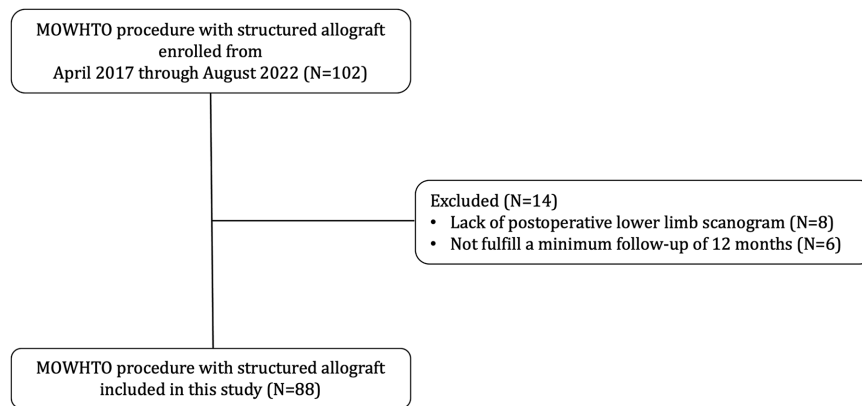 MOWHTO procedure with structured allograft
enrolled from
April 2017 through August 2022 (N=102)
Excluded (N=14)
• Lack of postoperative lower limb scanogram (N=8)
• Not fulfill a minimum follow-up of 12 months (N=6)
MOWHTO procedure with structured allograft
included in this study (N=88)